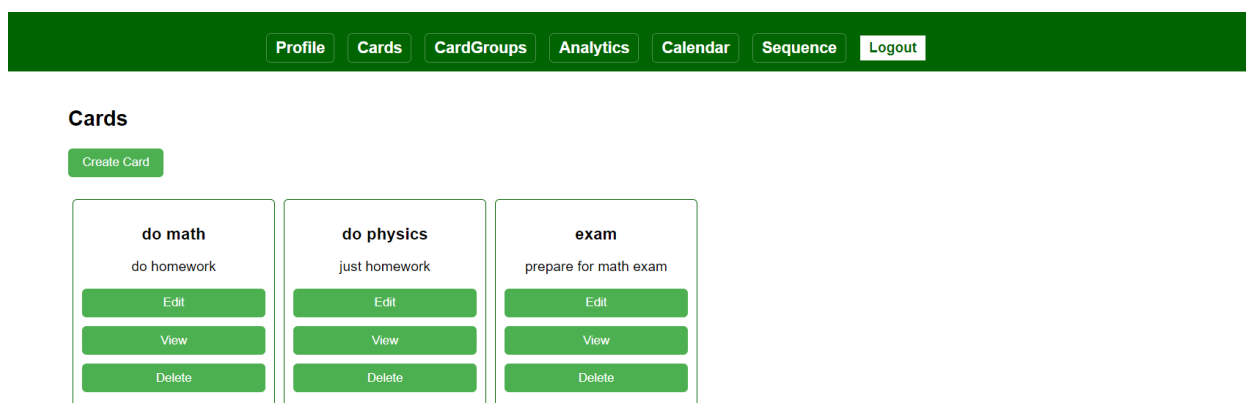 Profile Cards CardGroups Analytics Calendar Sequence Logout
Cards
Create Card
do math do physics exam
do homework just homework prepare for math exam
Edit Edit Edit
View View View
Delete Delete Delete